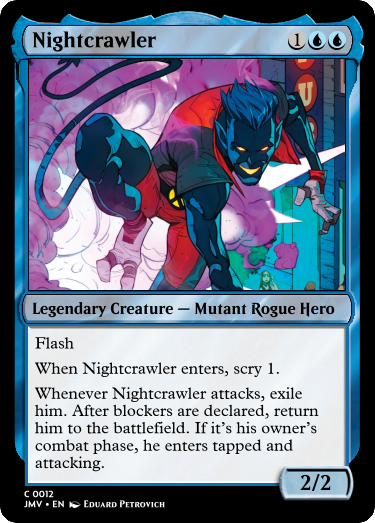 Nightcrawler 1
Legendary Creature — Mutant Rogue Hero
Flash
When Nightcrawler enters, scry 1.
Whenever Nightcrawler attacks, exile
him. After blockers are declared, return
him to the battlefield. If it's his owner's
combat phase, he enters tapped and
attacking.
2/2
C 0012
JMV • EN Eduard Petrovich